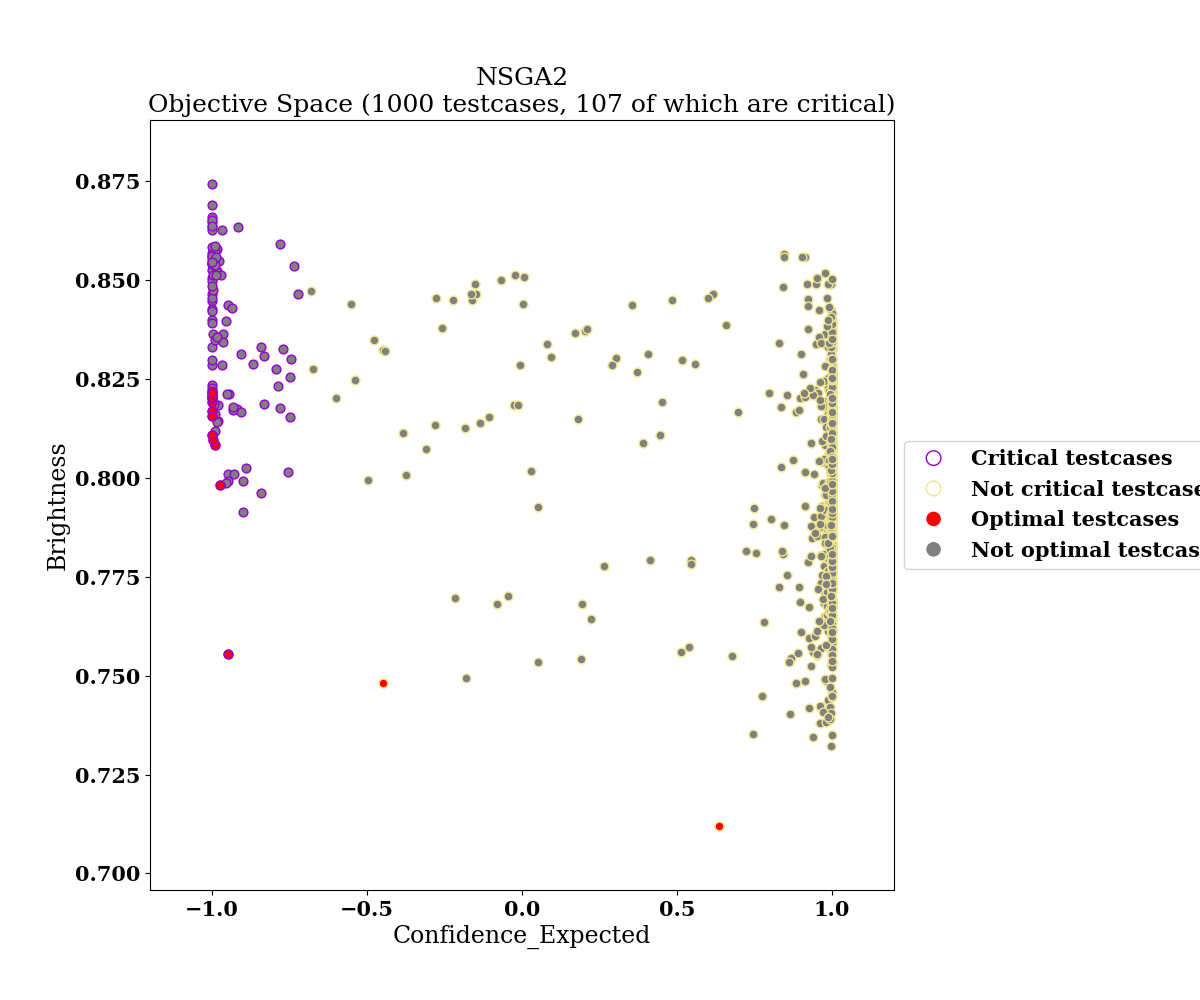 NSGA2
Objective Space (1000 testcases, 107 of which are critical)
0.875
0.850
0.825
0.800
0.775
0.750
0.725
0.700
Brightness
−1.0
−0.5
0.0
0.5
1.0
Confidence_Expected
Critical testcases
Not critical testcase
Optimal testcases
Not optimal testcas